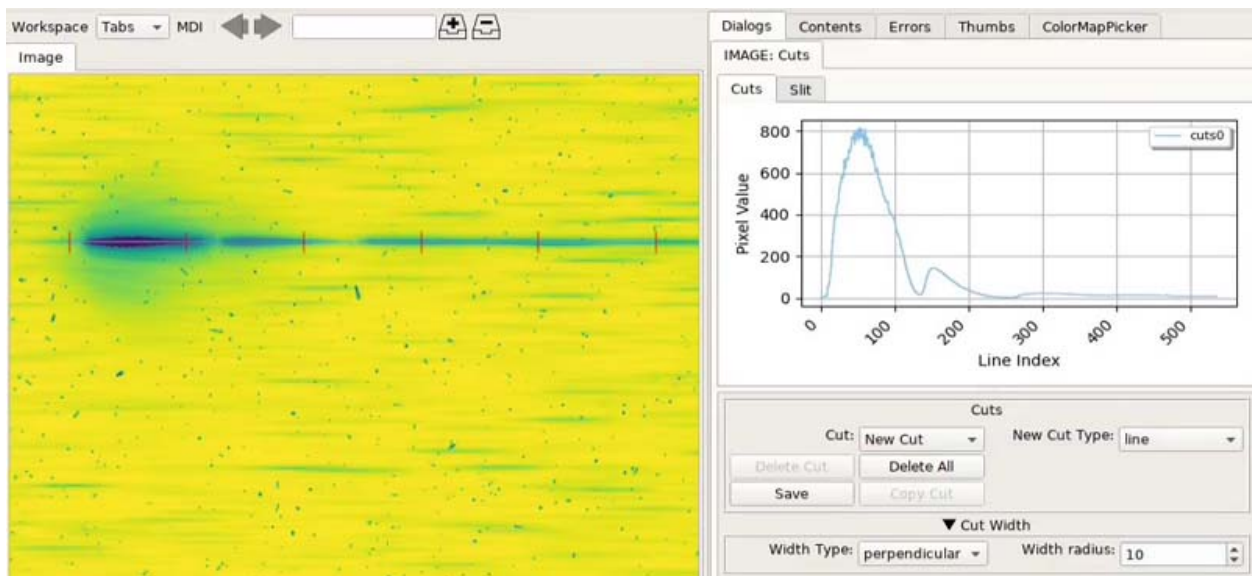 Workspace Tabs MDI
Image
Dialogs Contents Errors Thumbs ColorMapPicker
IMAGE: Cuts
Cuts Slit
800
600
400
200
0
Pixel Value
cuts0
0 100 200 300 400 500
Line Index
Cuts
Cut: New Cut New Cut Type: line
Delete Cut Delete All
Save Copy Cut
▼ Cut Width
Width Type: perpendicular Width radius: 10